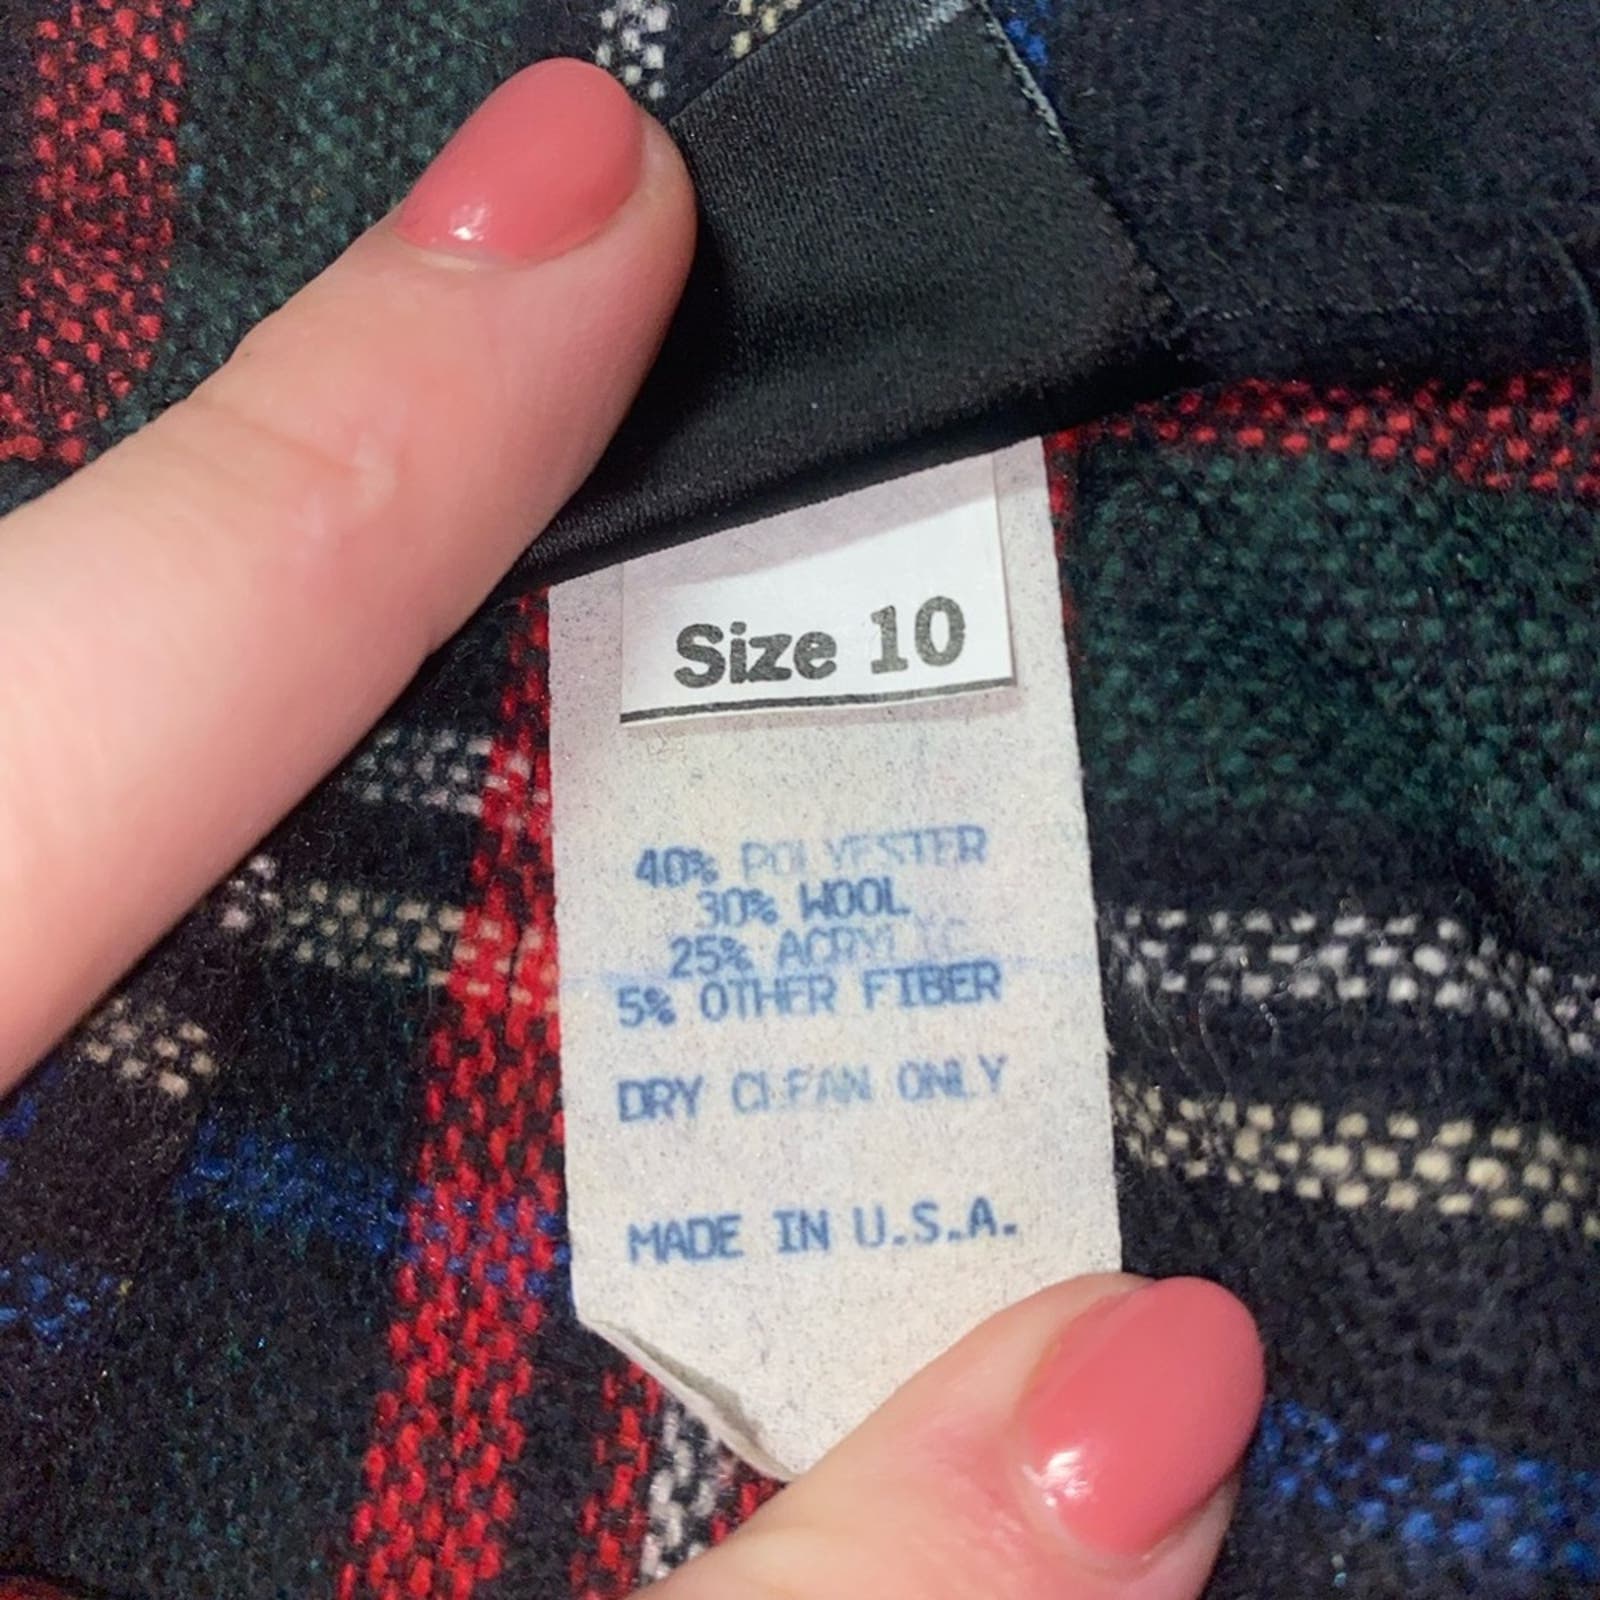 Size 10
40% POLYESTER
30% WOOL
25% ACRYLIC
5% OTHER FIBER
DRY CLEAN ONLY
MADE IN U.S.A.